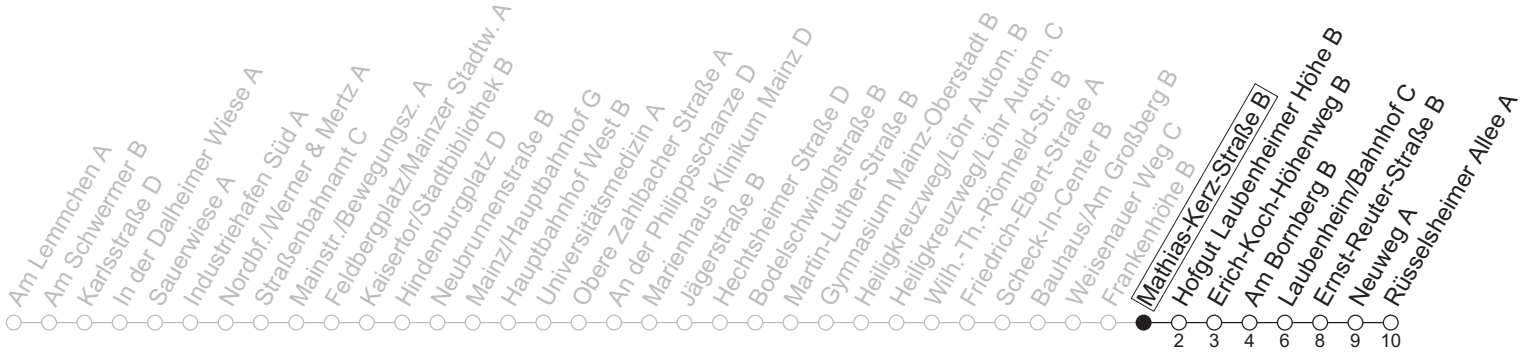 Am Lemmchen A
Am Schwermer B
Karlsstraße D
In der Dalheimer Wiese A
Sauerwiese A
Industriehafen Süd A
Nordbf./Werner & Mertz A
Straßenbahnamt C
Mainstr./Bewegungsz. A
Feldbergplatz/Mainzer Stadtw. A
Kaisertor/Stadtbibliothek B
Hindenburgplatz D
Neubrunnenstraße B
Mainz/Hauptbahnhof G
Hauptbahnhof West B
Universitätsmedizin A
Obere Zahlbacher Straße A
An der Philippsschanze D
Marienhaus Klinikum Mainz D
Jägerstraße B
Hechtsheimer Straße D
Bodelschwinghstraße B
Martin-Luther-Straße B
Gymnasium Mainz-Oberstadt B
Heiligkreuzweg/Löhr Autom. B
Heiligkreuzweg/Löhr Autom. C
Wilh.-Th.-Römheld-Str. B
Friedrich-Ebert-Straße A
Scheck-In-Center B
Bauhaus/Am Großberg B
Weisenauer Weg C
Frankenhöhe B
Mathias-Kerz-Straße B
Hofgut Laubenheimer Höhe B
Erich-Koch-Höhenweg B
Am Bornberg B
Laubenheim/Bahnhof C
Ernst-Reuter-Straße B
Neuweg A
Rüsselsheimer Allee A
2 3 4 6 8 9 10